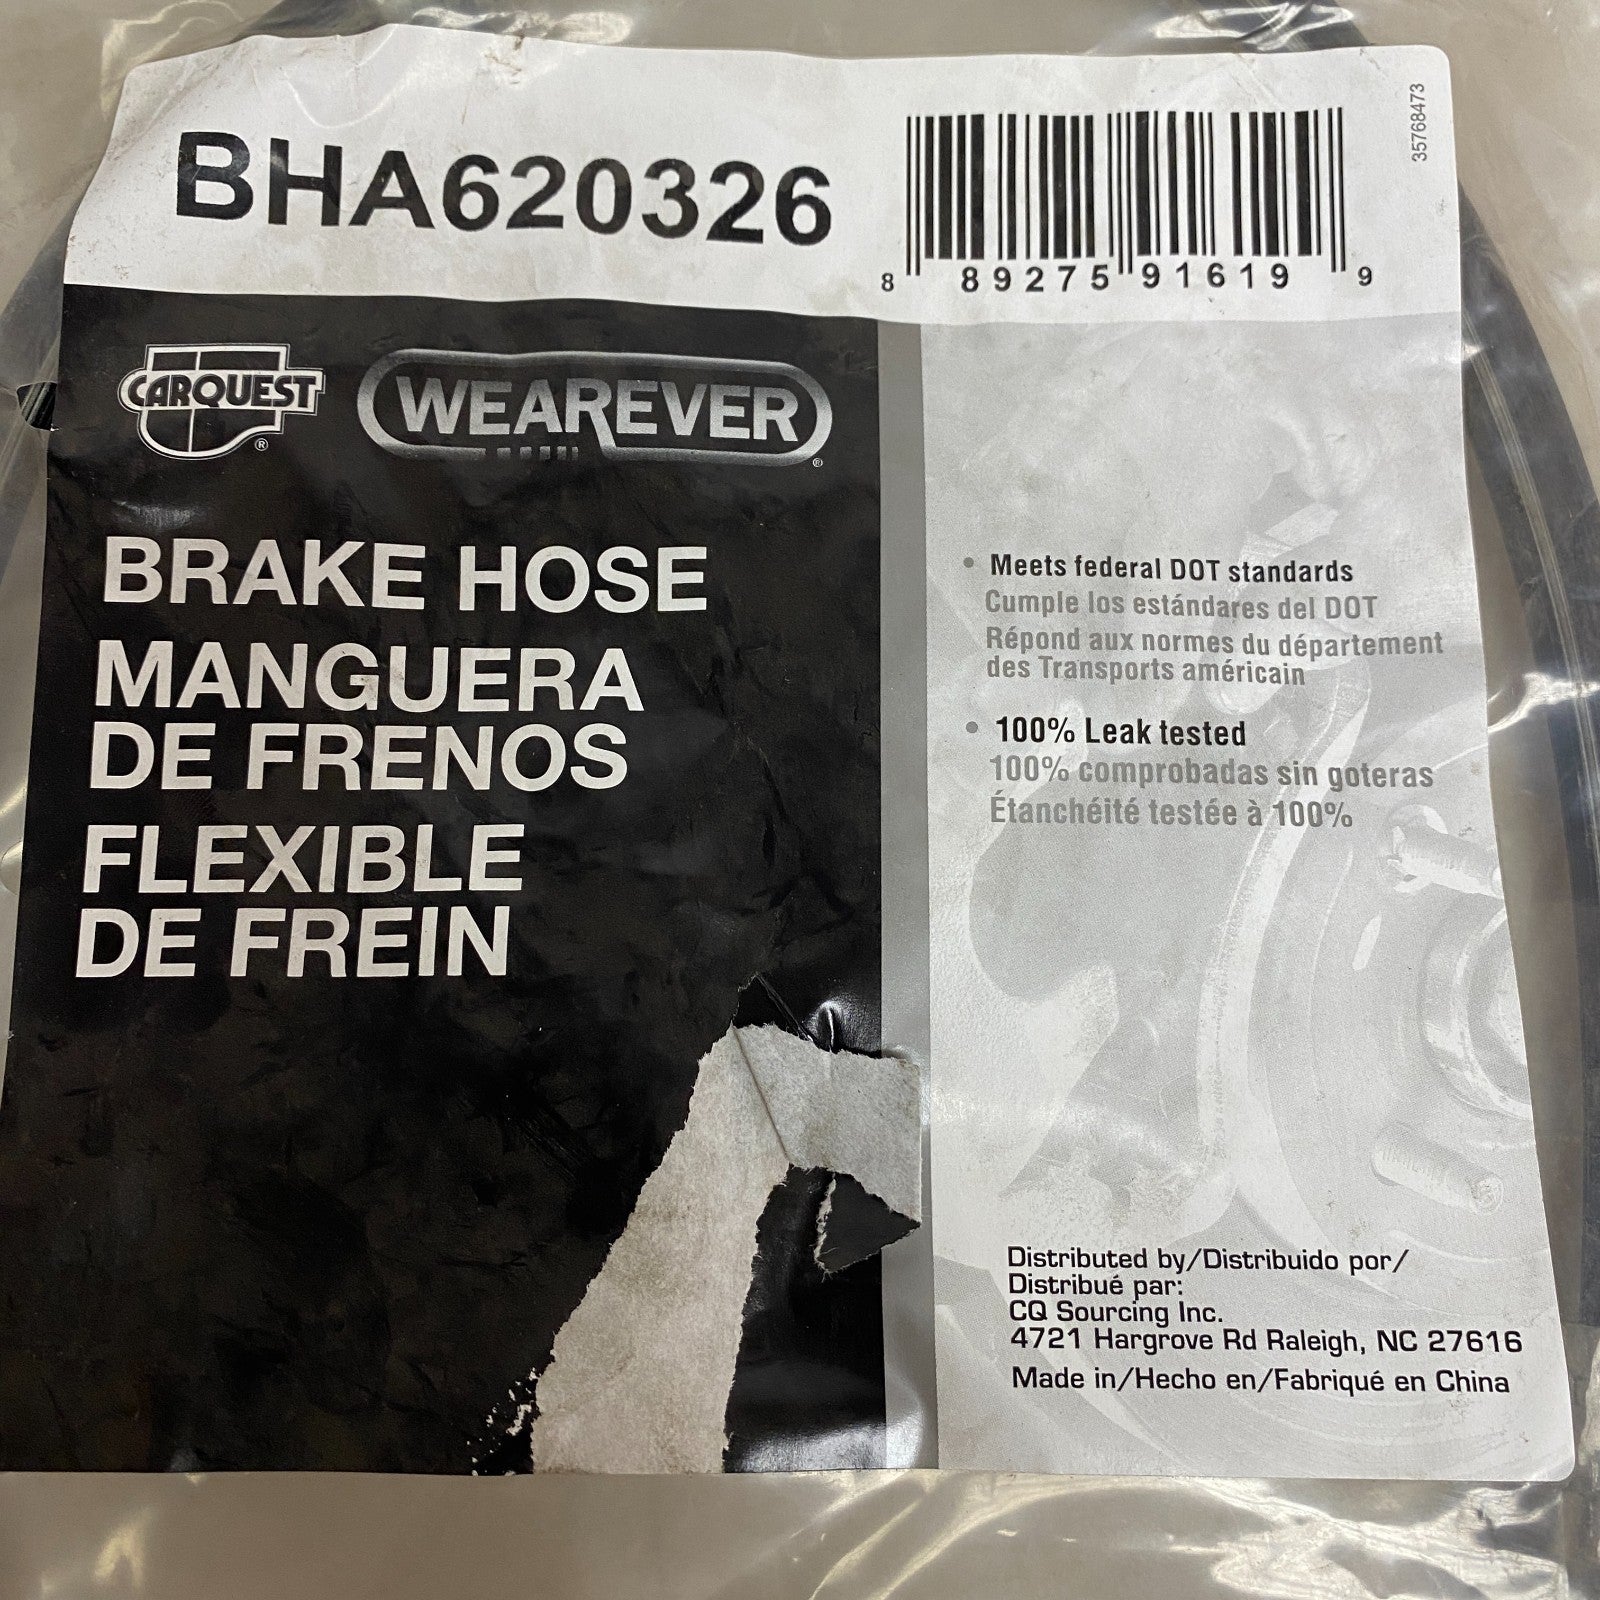 BHA620326
8 89275 91619 9
35768473
CARQUEST
®
WEAREVER
®
BRAKE HOSE
MANGUERA
DE FRENOS
FLEXIBLE
DE FREIN
• Meets federal DOT standards
Cumple los estándares del DOT
Répond aux normes du département
des Transports américain
• 100% Leak tested
100% comprobadas sin goteras
Étanchéité testée à 100%
Distributed by/Distribuido por/
Distribué par:
CQ Sourcing Inc.
4721 Hargrove Rd Raleigh, NC 27616
Made in/Hecho en/Fabriqué en China